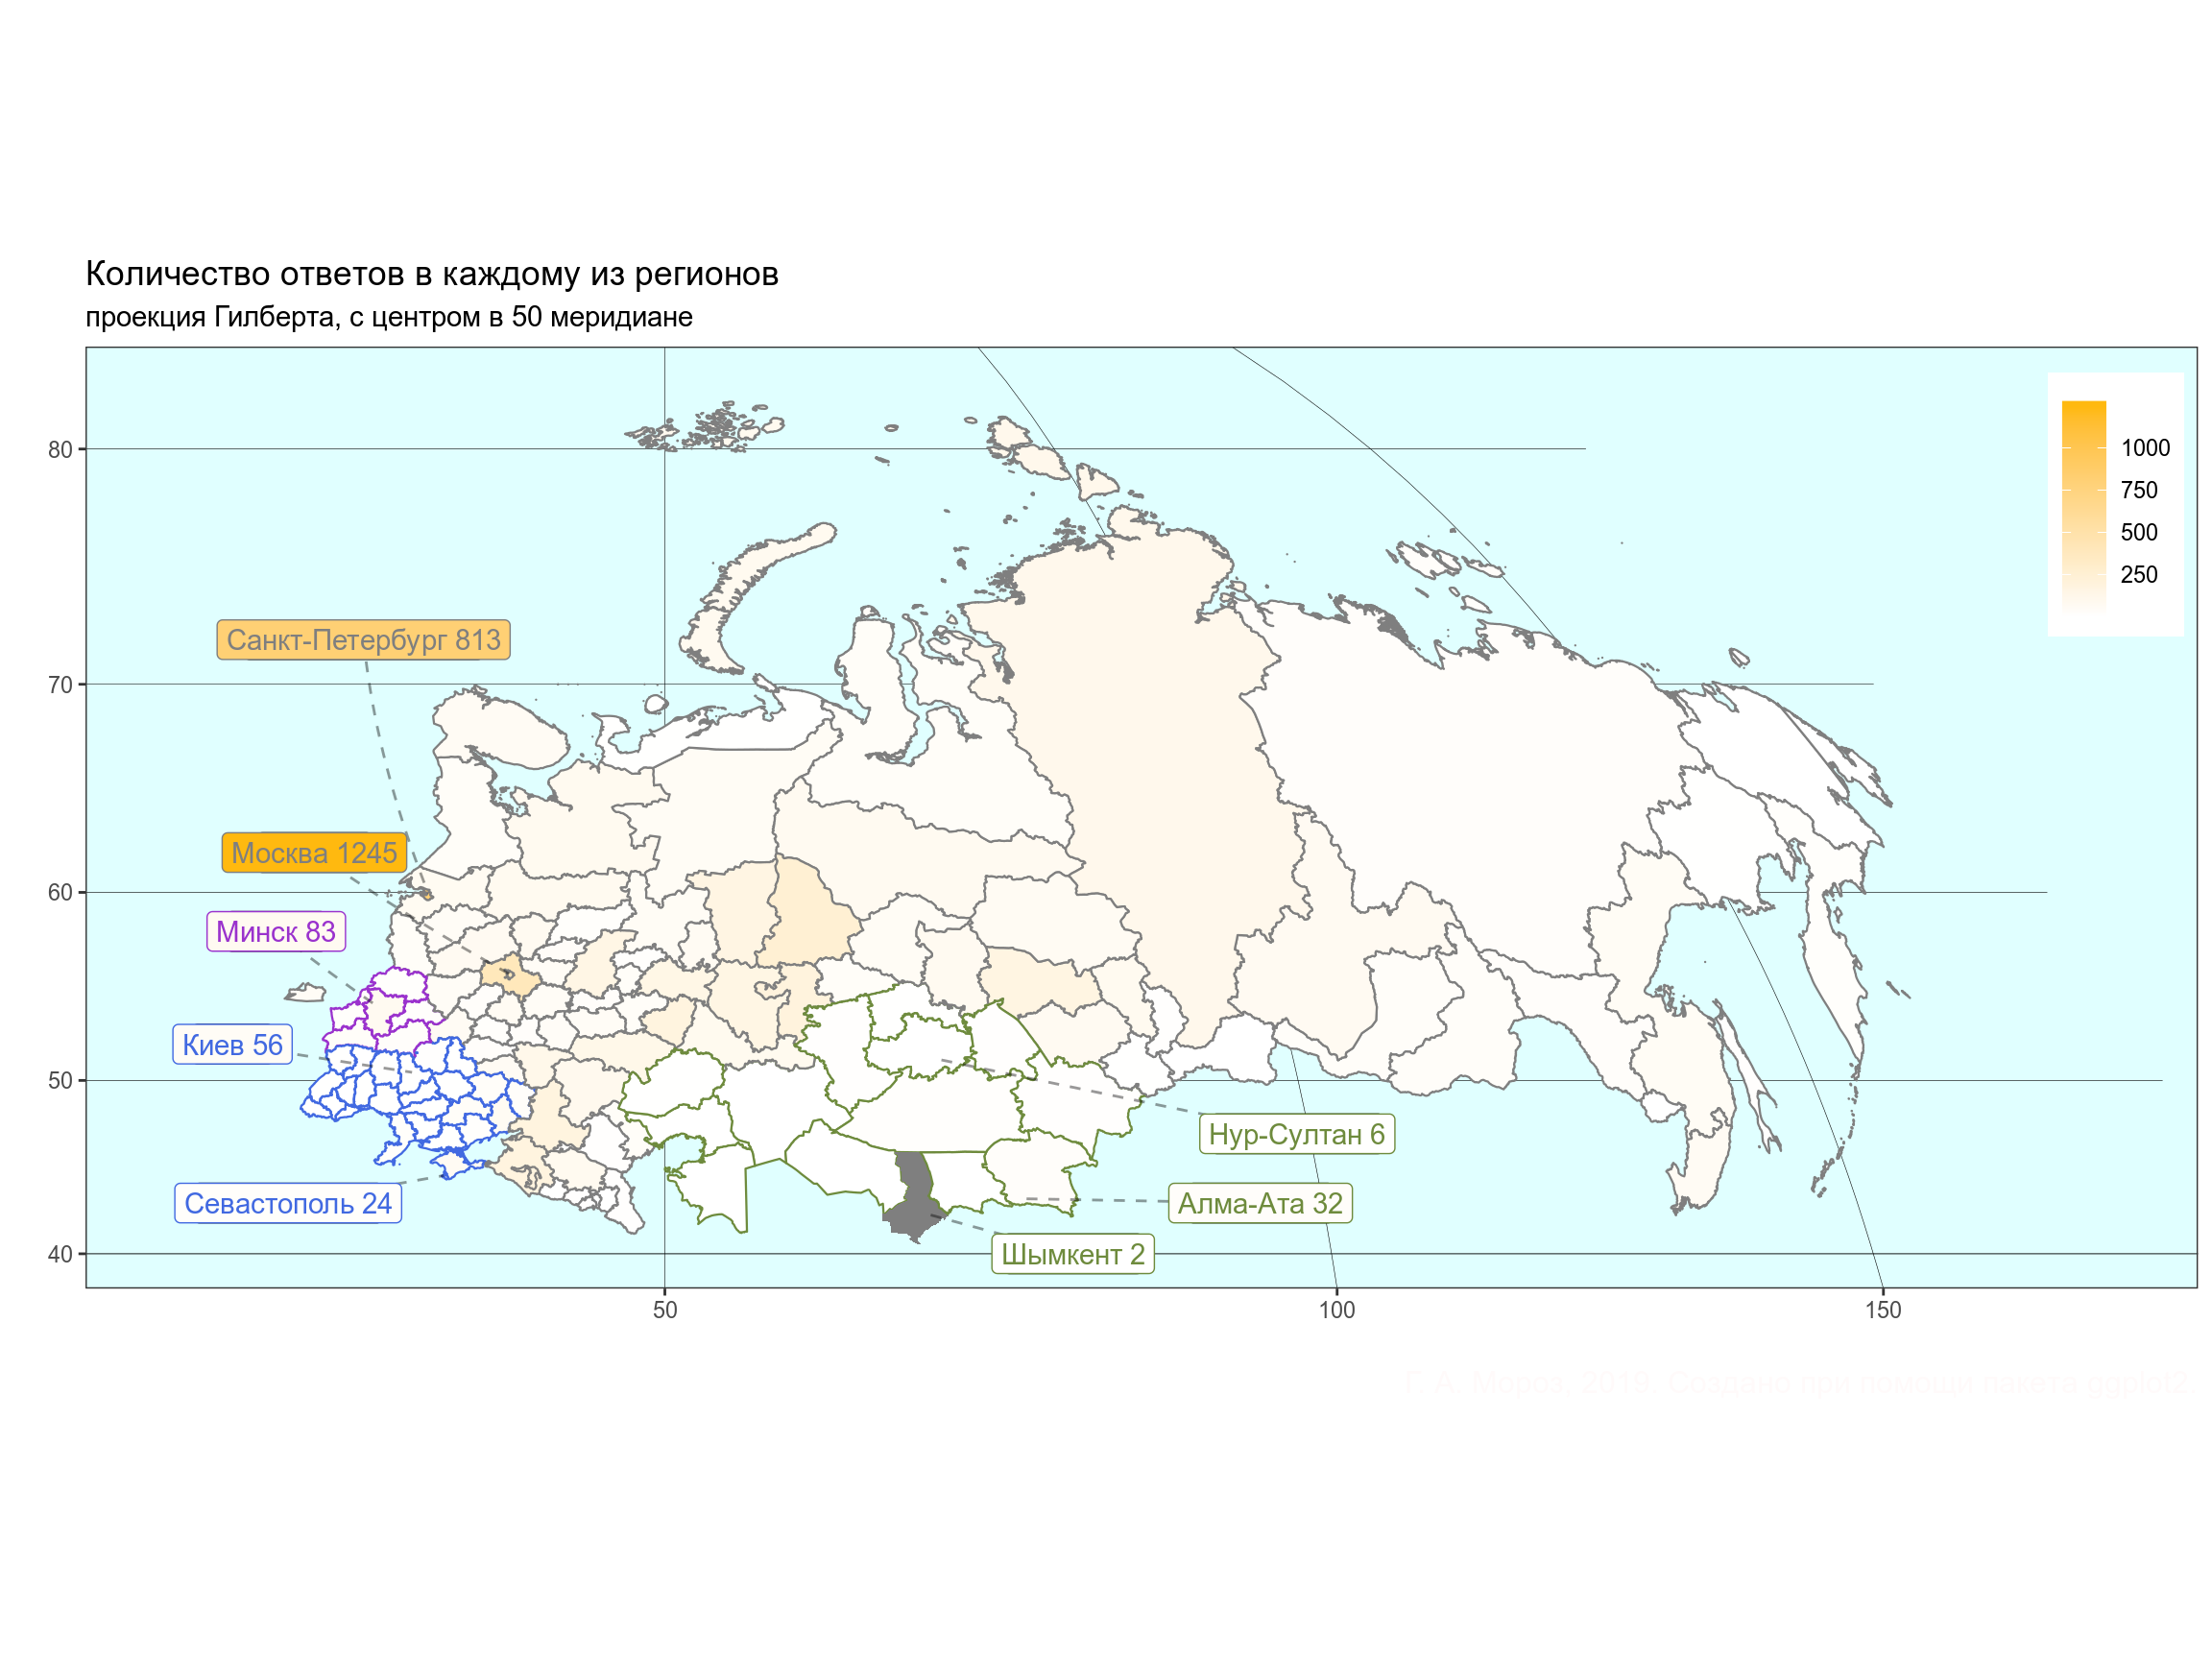 Количество ответов в каждому из регионов
проекция Гилберта, с центром в 50 меридиане
80
70
60
50
40
Санкт-Петербург 813
Москва 1245
Минск 83
Киев 56
Севастополь 24
Нур-Султан 6
Алма-Ата 32
Шымкент 2
1000
750
500
250
50
100
150
Г. А. Мороз, 2019. Создано при помощи пакета ggplot2.